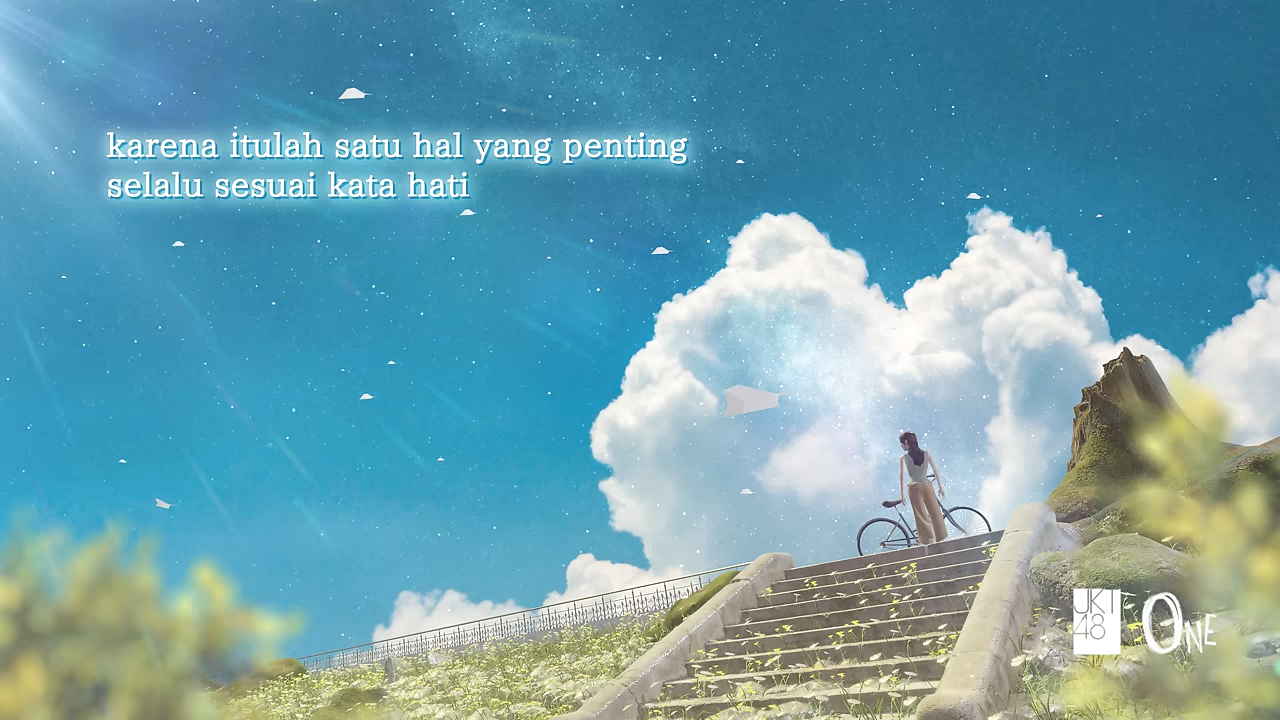 karena itulah satu hal yang penting
selalu sesuai kata hati
JKT
48
ONE